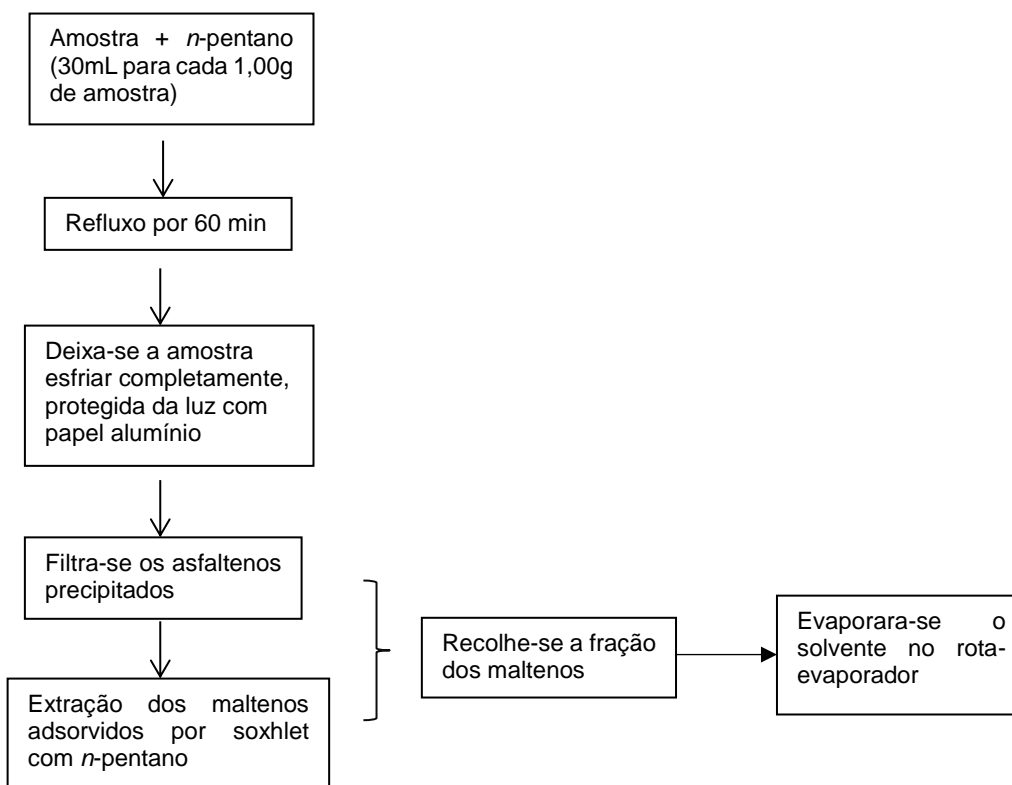 Amostra + n-pentano
(30mL para cada 1,00g
de amostra)
Refluxo por 60 min
Deixa-se a amostra
esfriar completamente,
protegida da luz com
papel alumínio
Filtra-se os asfaltenos
precipitados
Extração dos maltenos
adsorvidos por soxhlet
com n-pentano
Recolhe-se a fração
dos maltenos
Evaporara-se o
solvente no rota-
evaporador